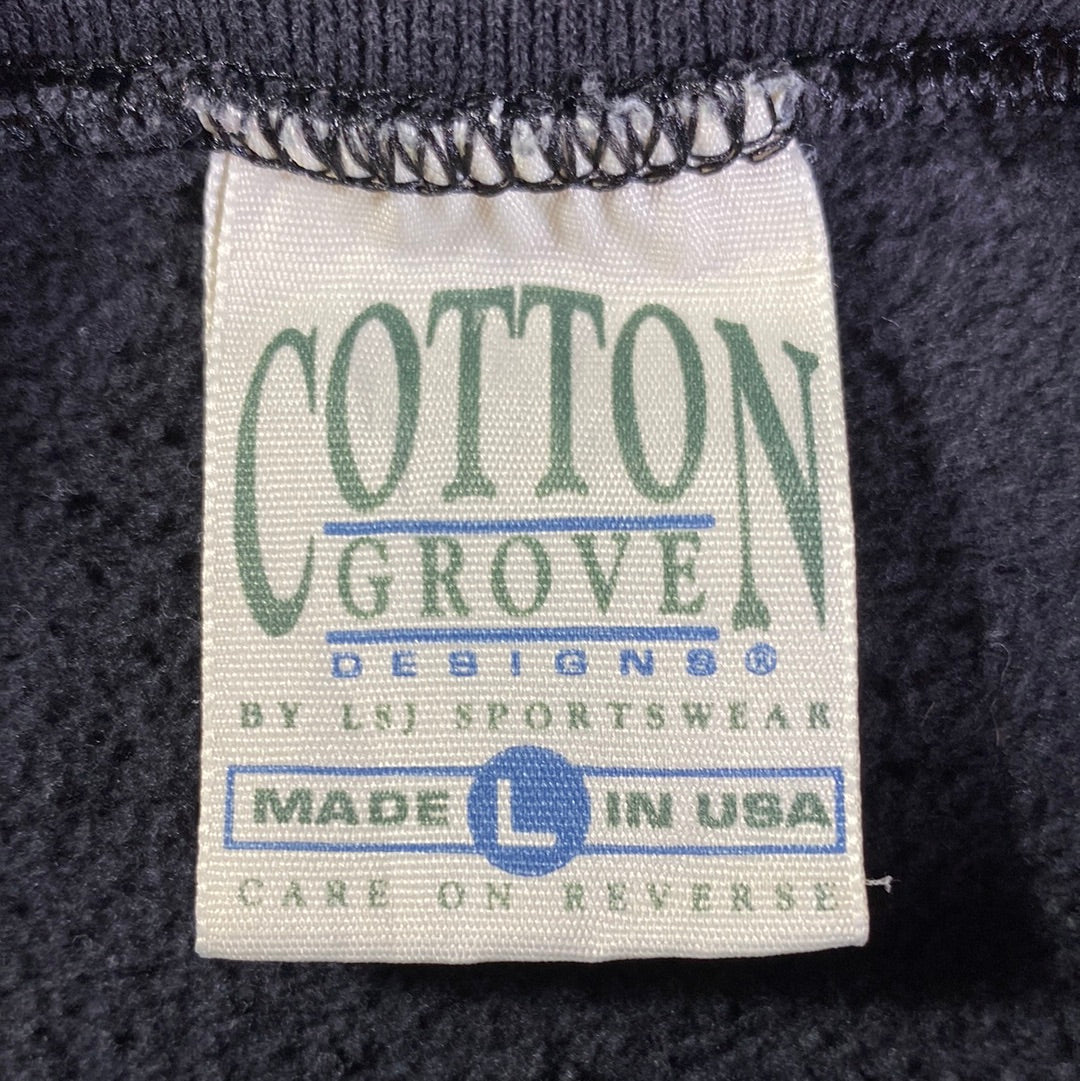 COTTON
GROVE
DESIGNS®
BY LSJ SPORTSWEAR
MADE L IN USA
CARE ON REVERSE